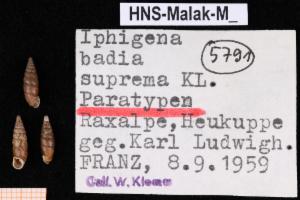 HNS-Malak-M_
Iphigena
5791
badia
suprema KL.
Paratypen
Raxalpe, Heukuppe
geg. Karl Ludwigh.
FRANZ, 8.9.1959
Coll. W. Klemm